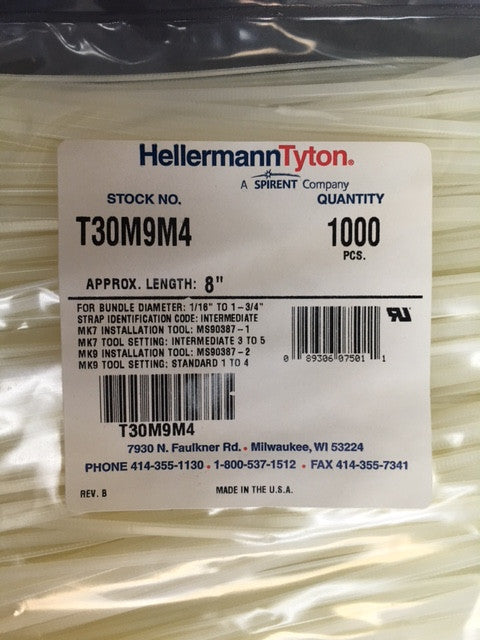 HellermannTyton®
A SPIRENT Company
STOCK NO. QUANTITY
T30M9M4 1000
PCS.
APPROX. LENGTH: 8"
FOR BUNDLE DIAMETER: 1/16" TO 1-3/4"
STRAP IDENTIFICATION CODE: INTERMEDIATE
MK7 INSTALLATION TOOL: MS90387-1
MK7 TOOL SETTING: INTERMEDIATE 3 TO 5
MK9 INSTALLATION TOOL: MS90387-2
MK9 TOOL SETTING: STANDARD 1 TO 4
RU
0 89306 07501 1
T30M9M4
7930 N. Faulkner Rd. • Milwaukee, WI 53224
PHONE 414-355-1130 • 1-800-537-1512 • FAX 414-355-7341
REV. B MADE IN THE U.S.A.